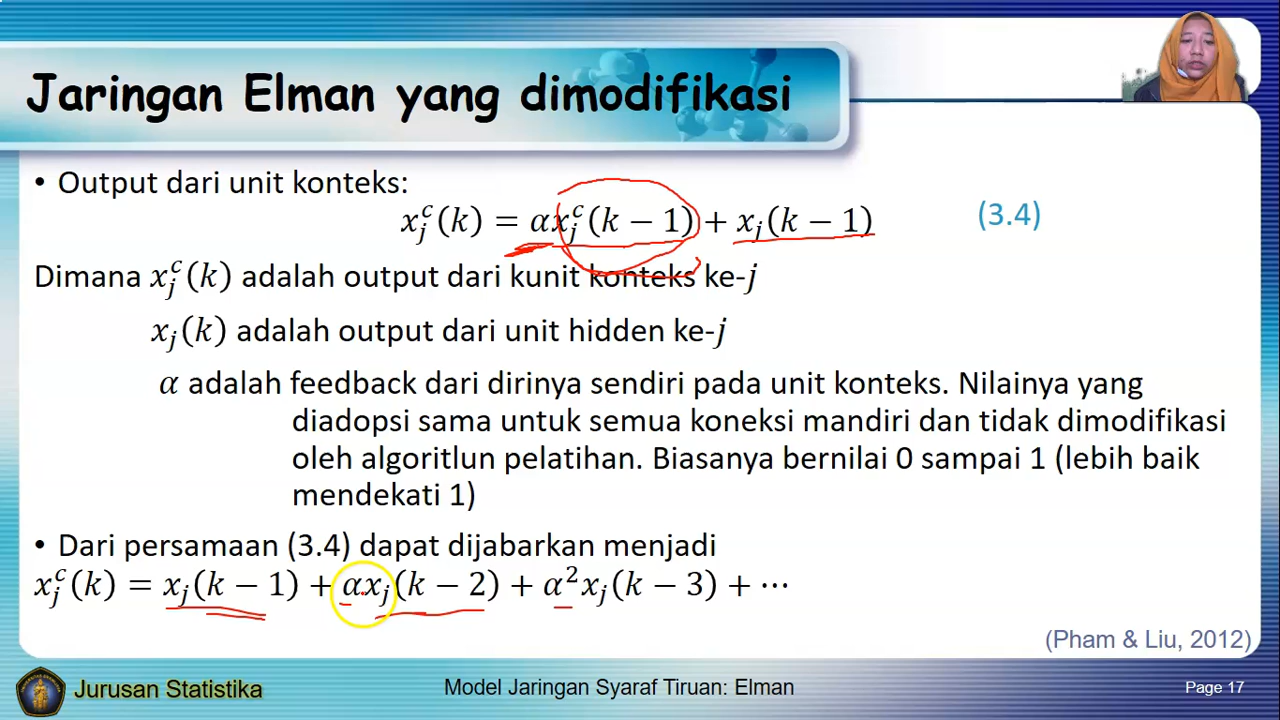 Jaringan Elman yang dimodifikasi
• Output dari unit konteks:
x_j^c(k) = αx_j^c(k − 1) + x_j(k − 1) (3.4)
Dimana x_j^c(k) adalah output dari kunit konteks ke-j
x_j(k) adalah output dari unit hidden ke-j
α adalah feedback dari dirinya sendiri pada unit konteks. Nilainya yang
diadopsi sama untuk semua koneksi mandiri dan tidak dimodifikasi
oleh algoritlun pelatihan. Biasanya bernilai 0 sampai 1 (lebih baik
mendekati 1)
• Dari persamaan (3.4) dapat dijabarkan menjadi
x_j^c(k) = x_j(k − 1) + αx_j(k − 2) + α²x_j(k − 3) + ⋯
(Pham & Liu, 2012)
Jurusan Statistika
Model Jaringan Syaraf Tiruan: Elman
Page 17